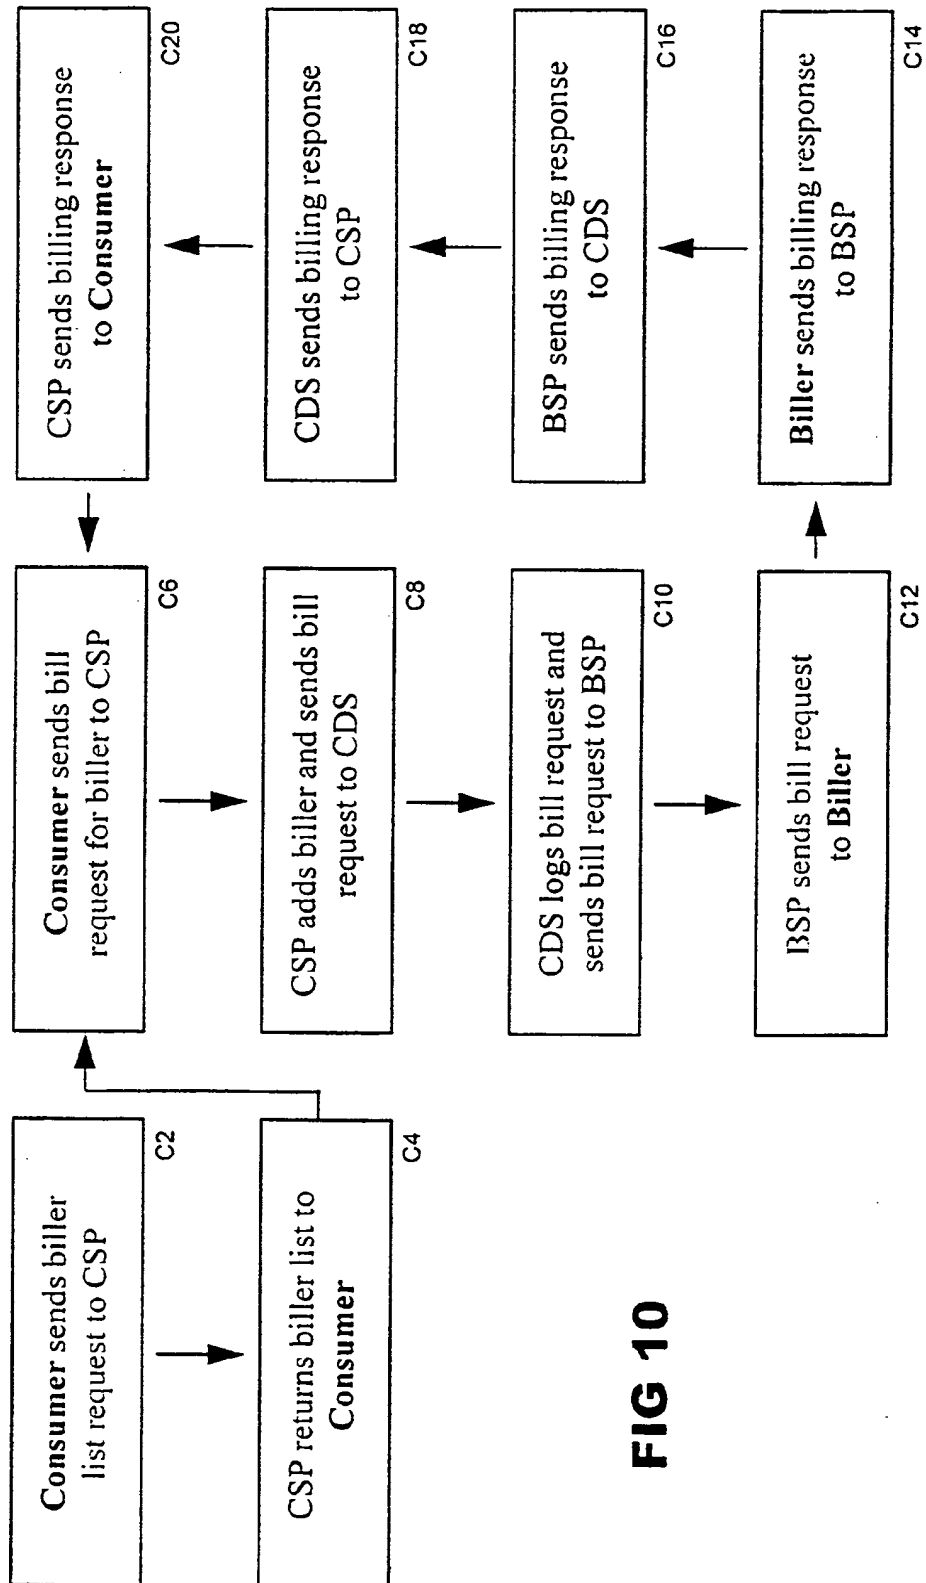 Consumer sends biller
list request to CSP
C2
CSP returns biller list to
Consumer
C4
Consumer sends bill
request for biller to CSP
C6
CSP adds biller and sends bill
request to CDS
C8
CDS logs bill request and
sends bill request to BSP
C10
BSP sends bill request
to Biller
C12
Biller sends billing response
to BSP
C14
BSP sends billing response
to CDS
C16
CDS sends billing response
to CSP
C18
CSP sends billing response
to Consumer
C20
FIG 10